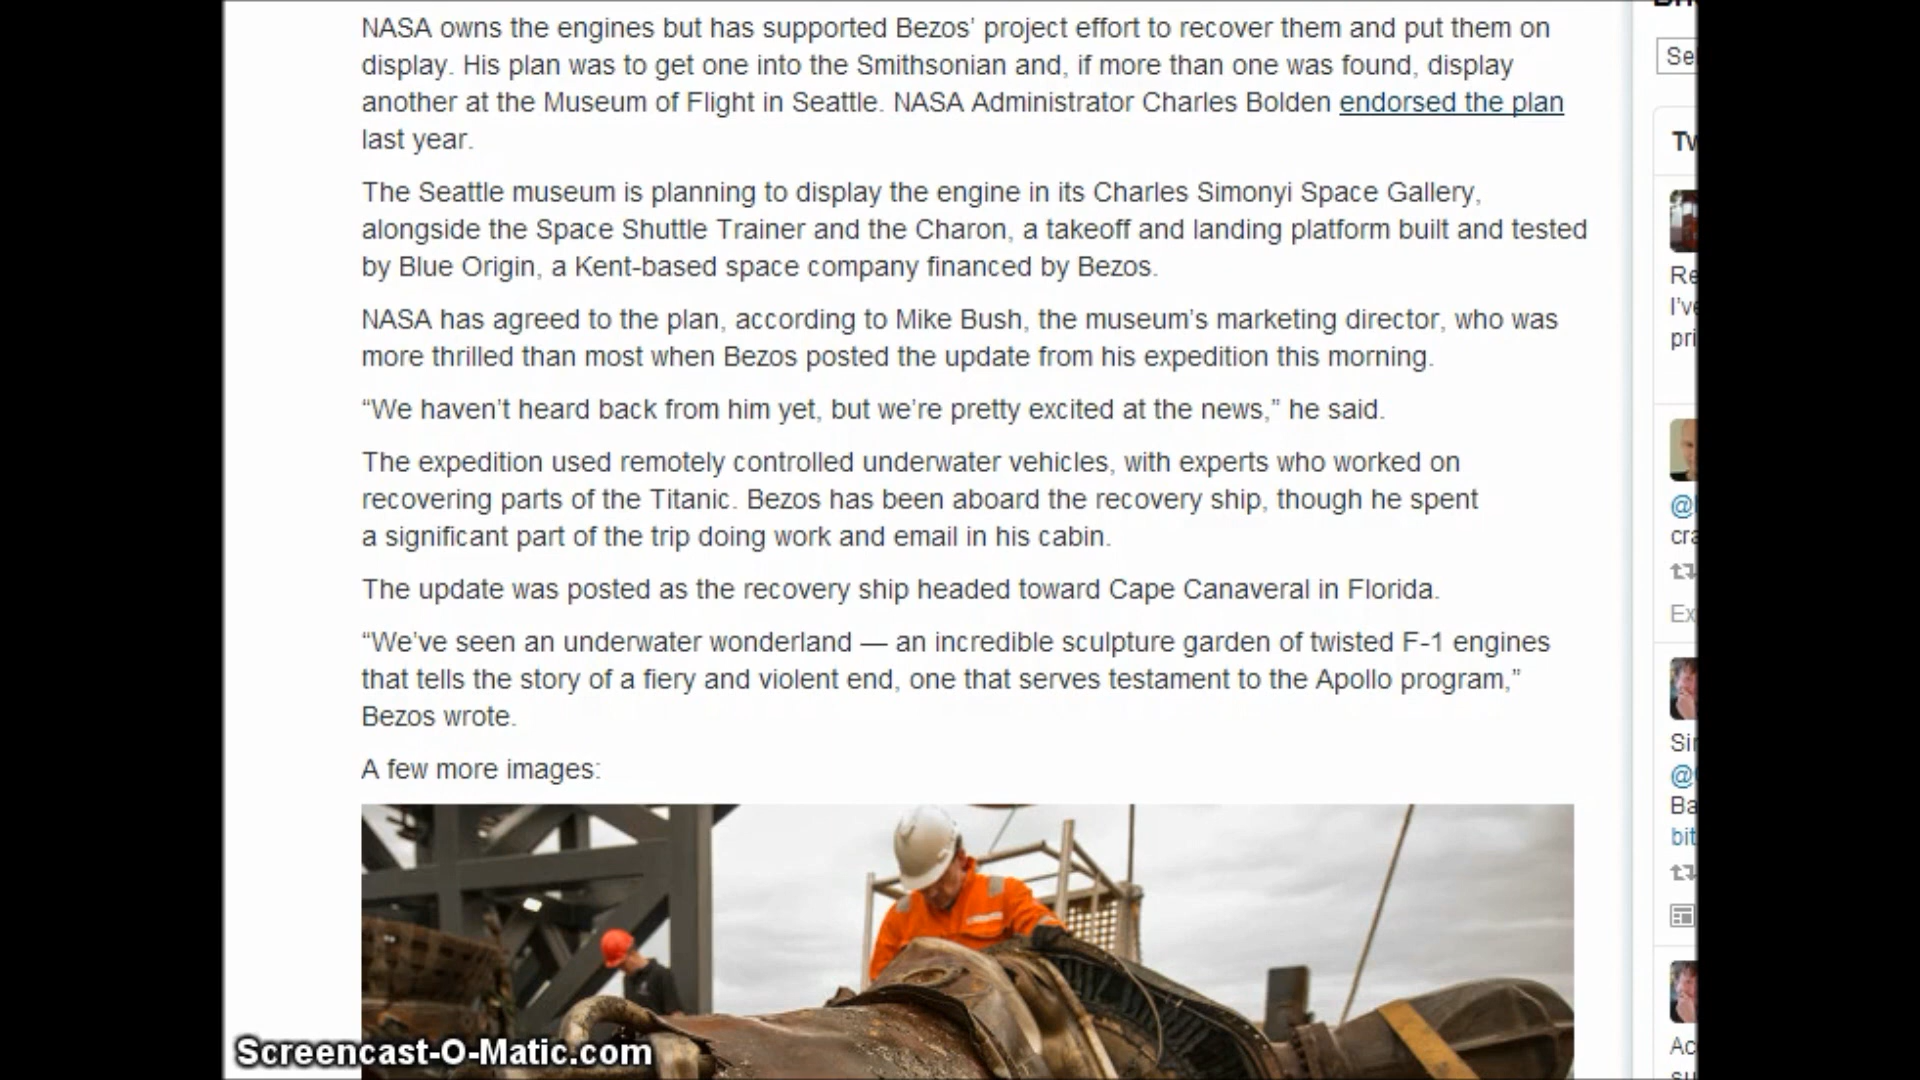 NASA owns the engines but has supported Bezos’ project effort to recover them and put them on
display. His plan was to get one into the Smithsonian and, if more than one was found, display
another at the Museum of Flight in Seattle. NASA Administrator Charles Bolden endorsed the plan
last year.
The Seattle museum is planning to display the engine in its Charles Simonyi Space Gallery,
alongside the Space Shuttle Trainer and the Charon, a takeoff and landing platform built and tested
by Blue Origin, a Kent-based space company financed by Bezos.
NASA has agreed to the plan, according to Mike Bush, the museum’s marketing director, who was
more thrilled than most when Bezos posted the update from his expedition this morning.
“We haven’t heard back from him yet, but we’re pretty excited at the news,” he said.
The expedition used remotely controlled underwater vehicles, with experts who worked on
recovering parts of the Titanic. Bezos has been aboard the recovery ship, though he spent
a significant part of the trip doing work and email in his cabin.
The update was posted as the recovery ship headed toward Cape Canaveral in Florida.
“We’ve seen an underwater wonderland — an incredible sculpture garden of twisted F-1 engines
that tells the story of a fiery and violent end, one that serves testament to the Apollo program,”
Bezos wrote.
A few more images:
Screencast-O-Matic.com
Sel
Tw
Re
I’ve
pri
@
cra
Ex
Sir
@
Ba
bit
Ac